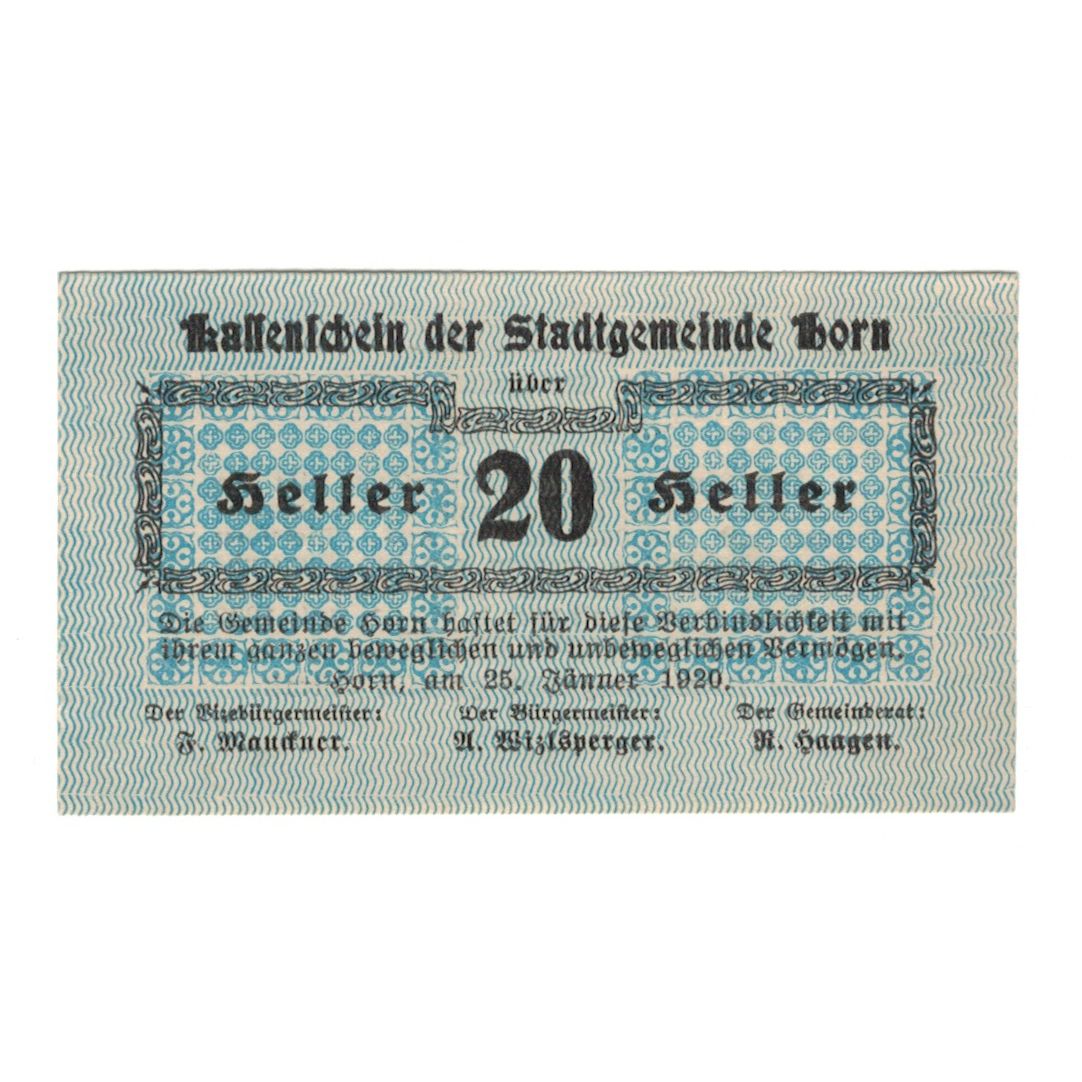 Kassenschein der Stadtgemeinde Horn
über
Heller 20 Heller
Die Gemeinde Horn haftet für diese Verbindlichkeit mit
ihrem ganzen beweglichen und unbeweglichen Vermögen.
Horn, am 25. Jänner 1920.
Der Vizebürgermeister: Der Bürgermeister: Der Gemeinderat:
F. Mauckner. A. Wizlsperger. R. Haagen.